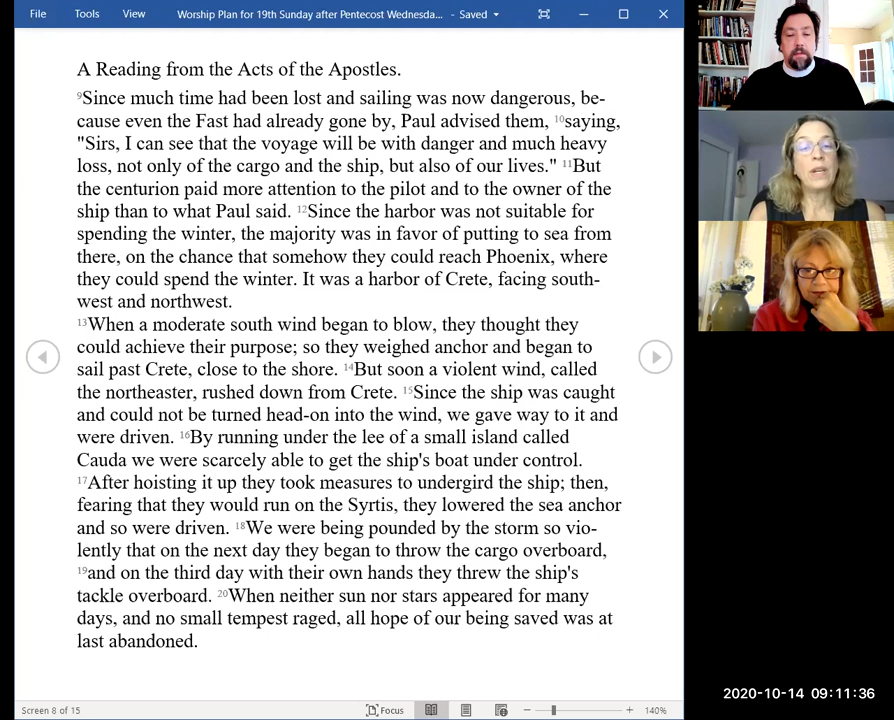 File Tools Worship Plan for 19th Sunday after Pentecost Wednesda... - Saved
A Reading from the Acts of the Apostles.
9Since much time had been lost and sailing was now dangerous, be-
cause even the Fast had already gone by, Paul advised them, 10saying,
"Sirs, I can see that the voyage will be with danger and much heavy
loss, not only of the cargo and the ship, but also of our lives." 11But
the centurion paid more attention to the pilot and to the owner of the
ship than to what Paul said. 12Since the harbor was not suitable for
spending the winter, the majority was in favor of putting to sea from
there, on the chance that somehow they could reach Phoenix, where
they could spend the winter. It was a harbor of Crete, facing south-
west and northwest.
13When a moderate south wind began to blow, they thought they
could achieve their purpose; so they weighed anchor and began to
sail past Crete, close to the shore. 14But soon a violent wind, called
the northeaster, rushed down from Crete. 15Since the ship was caught
and could not be turned head-on into the wind, we gave way to it and
were driven. 16By running under the lee of a small island called
Cauda we were scarcely able to get the ship's boat under control.
17After hoisting it up they took measures to undergird the ship; then,
fearing that they would run on the Syrtis, they lowered the sea anchor
and so were driven. 18We were being pounded by the storm so vio-
lently that on the next day they began to throw the cargo overboard,
19and on the third day with their own hands they threw the ship's
tackle overboard. 20When neither sun nor stars appeared for many
days, and no small tempest raged, all hope of our being saved was at
last abandoned.
2020-10-14 09:11:36
Screen 8 of 15 Focus 140%